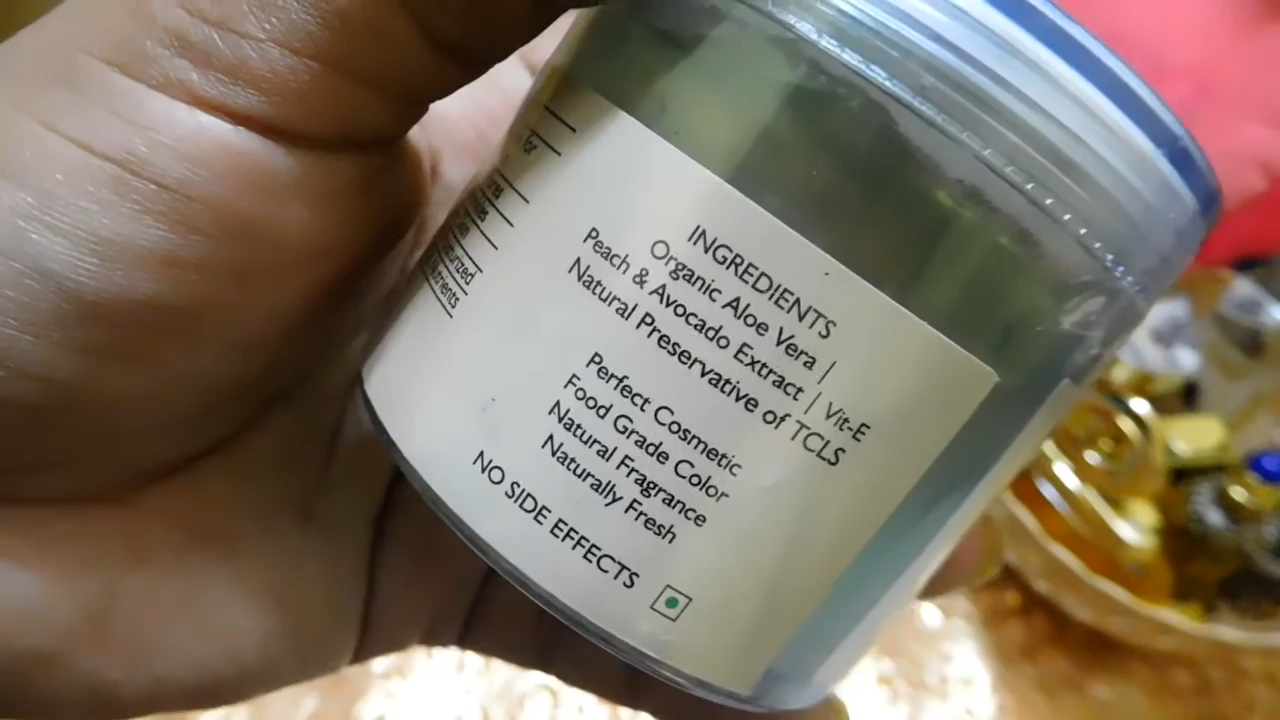 for
INGREDIENTS
Organic Aloe Vera |
Peach & Avocado Extract | Vit-E
Natural Preservative of TCLS
Perfect Cosmetic
Food Grade Color
Natural Fragrance
Naturally Fresh
NO SIDE EFFECTS